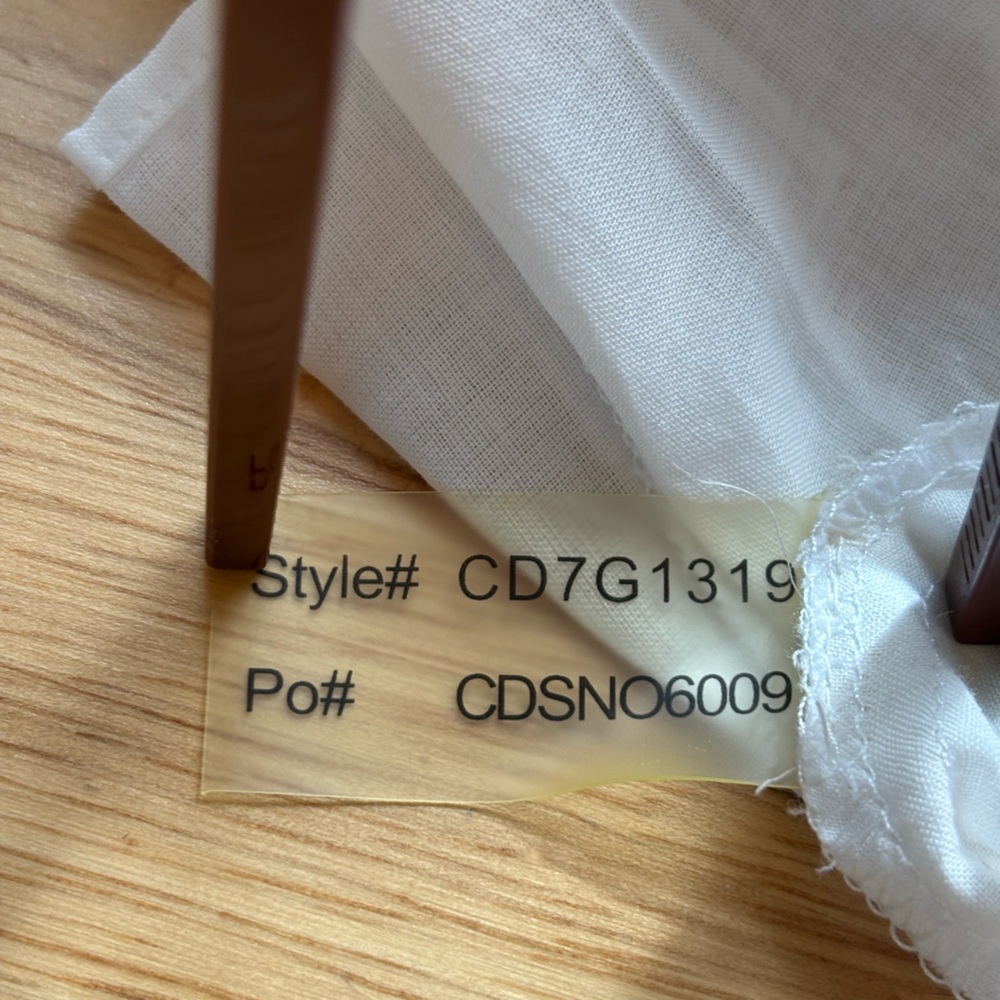 Style# CD7G1319
Po# CDSNO6009